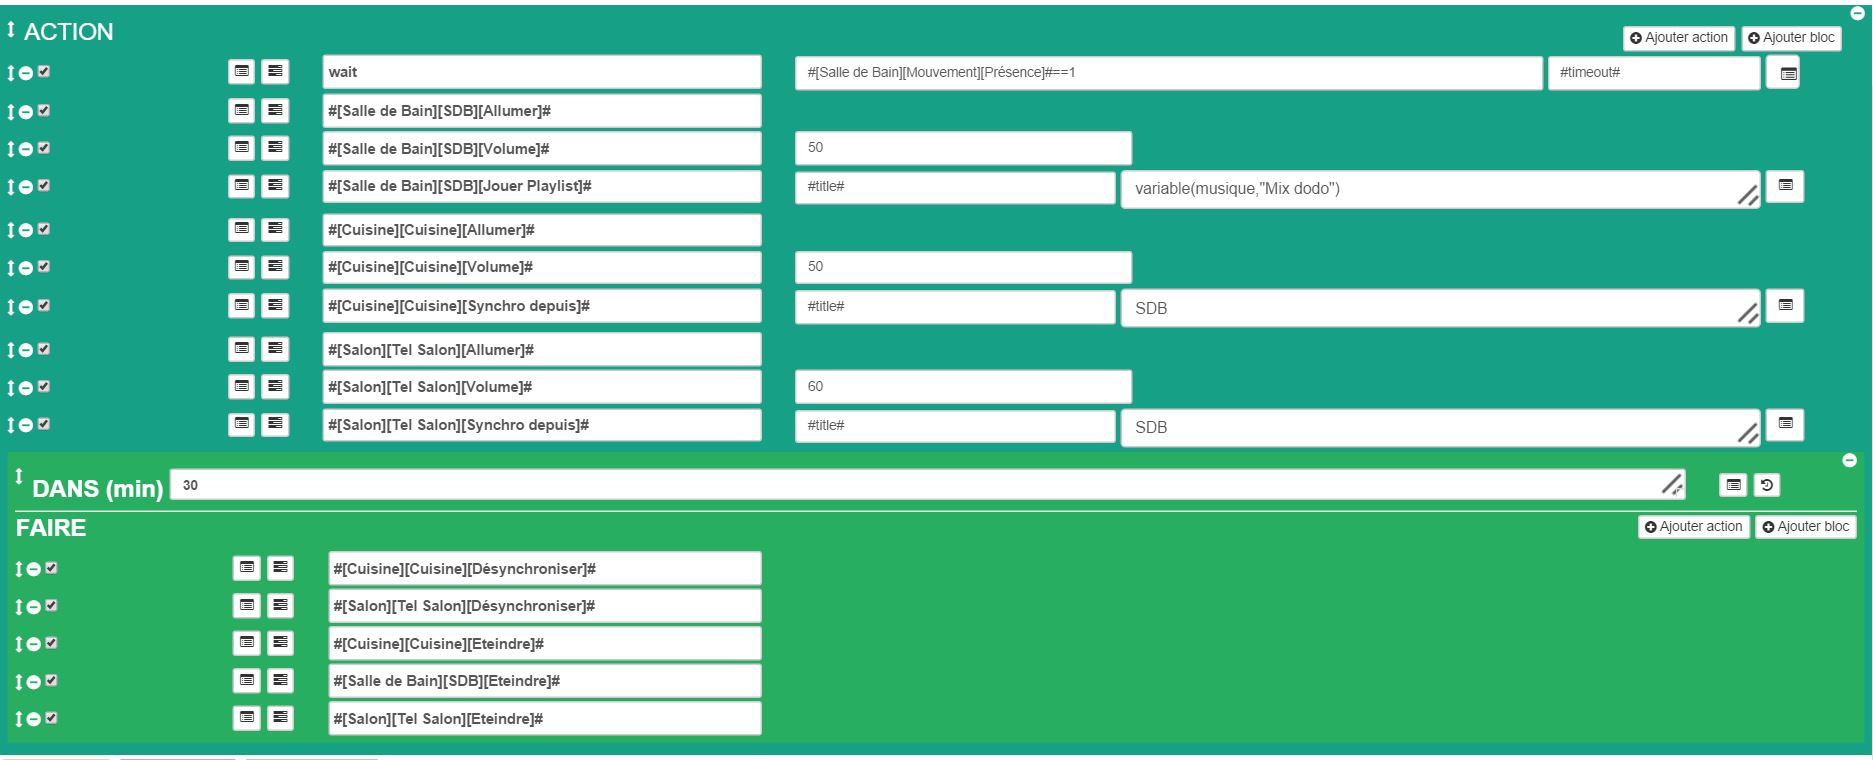 ACTION
Ajouter action Ajouter bloc
wait #[Salle de Bain][Mouvement][Présence]#==1 #timeout#
#[Salle de Bain][SDB][Allumer]#
#[Salle de Bain][SDB][Volume]# 50
#[Salle de Bain][SDB][Jouer Playlist]# #title# variable(musique,"Mix dodo")
#[Cuisine][Cuisine][Allumer]#
#[Cuisine][Cuisine][Volume]# 50
#[Cuisine][Cuisine][Synchro depuis]# #title# SDB
#[Salon][Tel Salon][Allumer]#
#[Salon][Tel Salon][Volume]# 60
#[Salon][Tel Salon][Synchro depuis]# #title# SDB
DANS (min) 30
FAIRE
Ajouter action Ajouter bloc
#[Cuisine][Cuisine][Désynchroniser]#
#[Salon][Tel Salon][Désynchroniser]#
#[Cuisine][Cuisine][Eteindre]#
#[Salle de Bain][SDB][Eteindre]#
#[Salon][Tel Salon][Eteindre]#